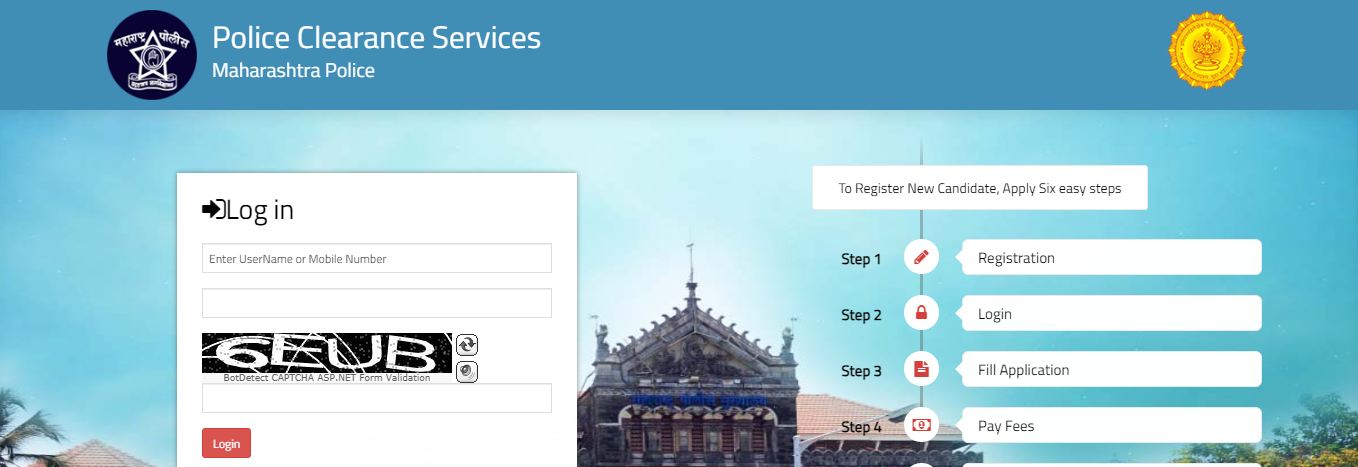 महाराष्ट्र पोलीस
Police Clearance Services
Maharashtra Police
Log in
Enter UserName or Mobile Number
6EUB
BotDetect CAPTCHA ASP.NET Form Validation
Login
To Register New Candidate, Apply Six easy steps
Step 1
Registration
Step 2
Login
Step 3
Fill Application
Step 4
Pay Fees
महाराष्ट्र पोलीस मुख्यालय